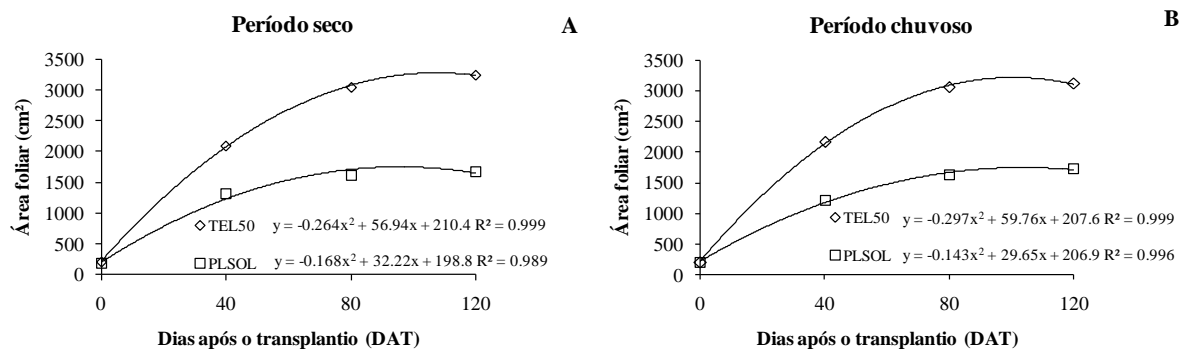 Período seco
A
Área foliar (cm²)
3500
3000
2500
2000
1500
1000
500
0
TEL50 y = -0.264x² + 56.94x + 210.4 R² = 0.999
PLSOL y = -0.168x² + 32.22x + 198.8 R² = 0.989
0 40 80 120
Dias após o transplantio (DAT)
Período chuvoso
B
Área foliar (cm²)
3500
3000
2500
2000
1500
1000
500
0
TEL50 y = -0.297x² + 59.76x + 207.6 R² = 0.999
PLSOL y = -0.143x² + 29.65x + 206.9 R² = 0.996
0 40 80 120
Dias após o transplantio (DAT)